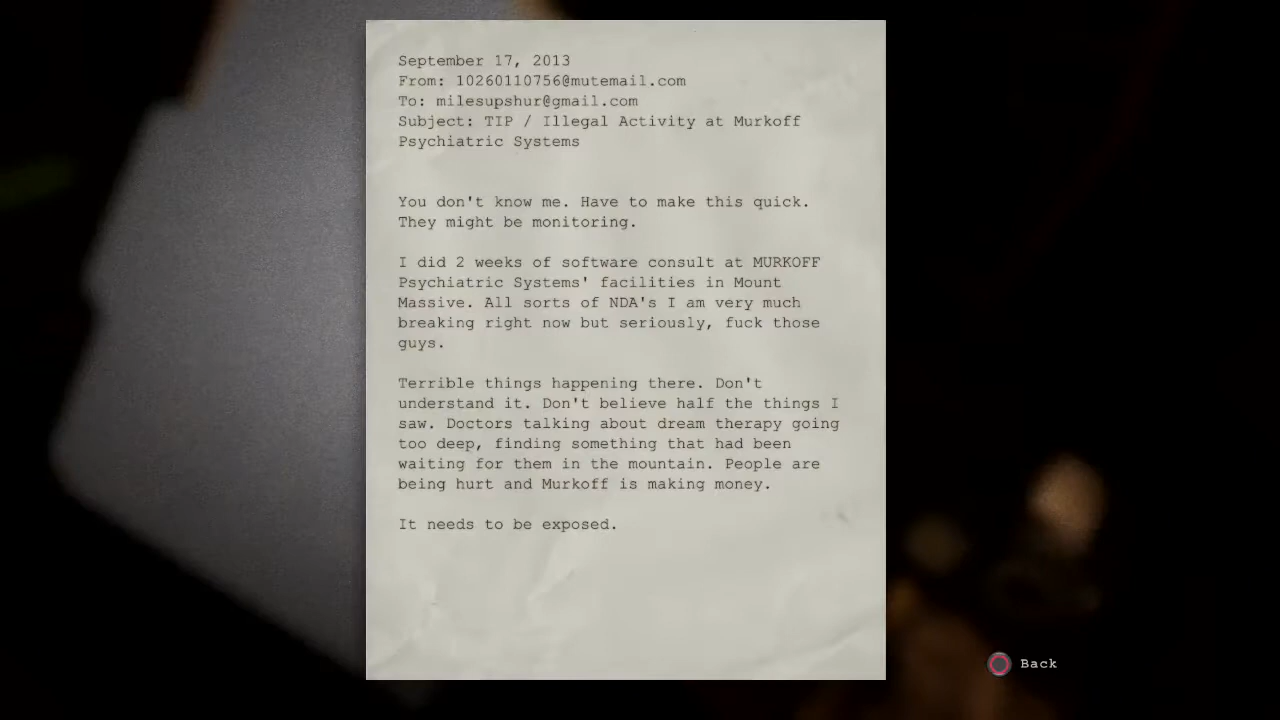 September 17, 2013
From: 10260110756@mutemail.com
To: milesupshur@gmail.com
Subject: TIP / Illegal Activity at Murkoff
Psychiatric Systems
You don't know me. Have to make this quick.
They might be monitoring.
I did 2 weeks of software consult at MURKOFF
Psychiatric Systems' facilities in Mount
Massive. All sorts of NDA's I am very much
breaking right now but seriously, fuck those
guys.
Terrible things happening there. Don't
understand it. Don't believe half the things I
saw. Doctors talking about dream therapy going
too deep, finding something that had been
waiting for them in the mountain. People are
being hurt and Murkoff is making money.
It needs to be exposed.
Back